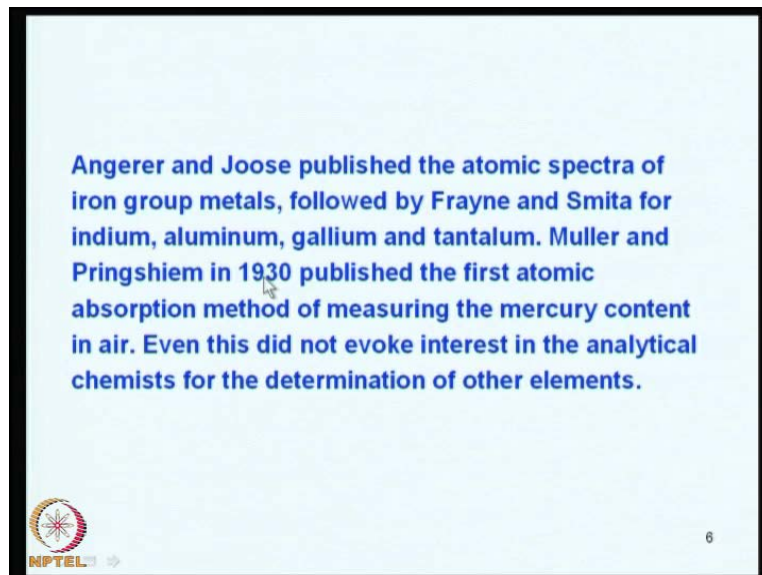 Angerer and Joose published the atomic spectra of
iron group metals, followed by Frayne and Smita for
indium, aluminum, gallium and tantalum. Muller and
Pringshiem in 1930 published the first atomic
absorption method of measuring the mercury content
in air. Even this did not evoke interest in the analytical
chemists for the determination of other elements.
6
NPTEL